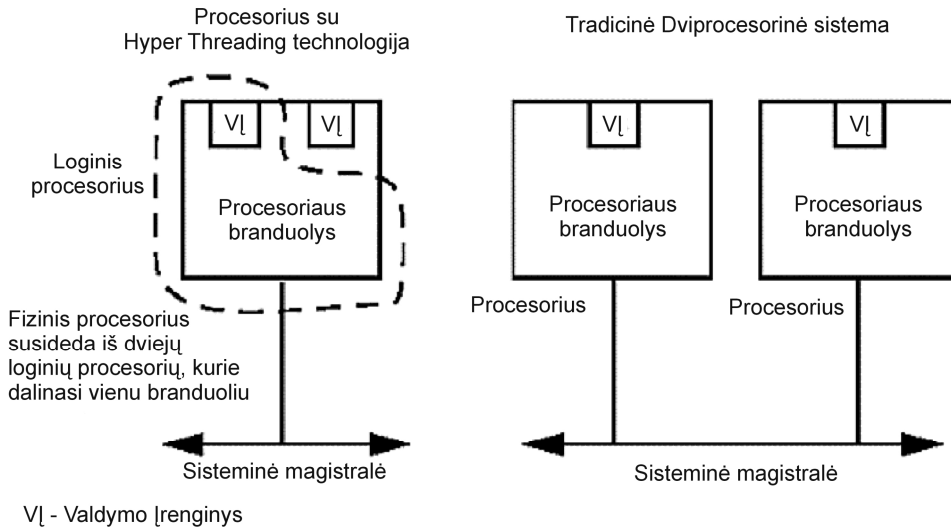 Procesorius su
Hyper Threading technologija
VĮ
VĮ
Loginis
procesorius
Procesoriaus
branduolys
Fizinis procesorius
susideda iš dviejų
loginių procesorių, kurie
dalinasi vienu branduoliu
Sisteminė magistralė
Tradicinė Dviprocesorinė sistema
VĮ
Procesoriaus
branduolys
Procesorius
VĮ
Procesoriaus
branduolys
Procesorius
Sisteminė magistralė
VĮ - Valdymo Įrenginys